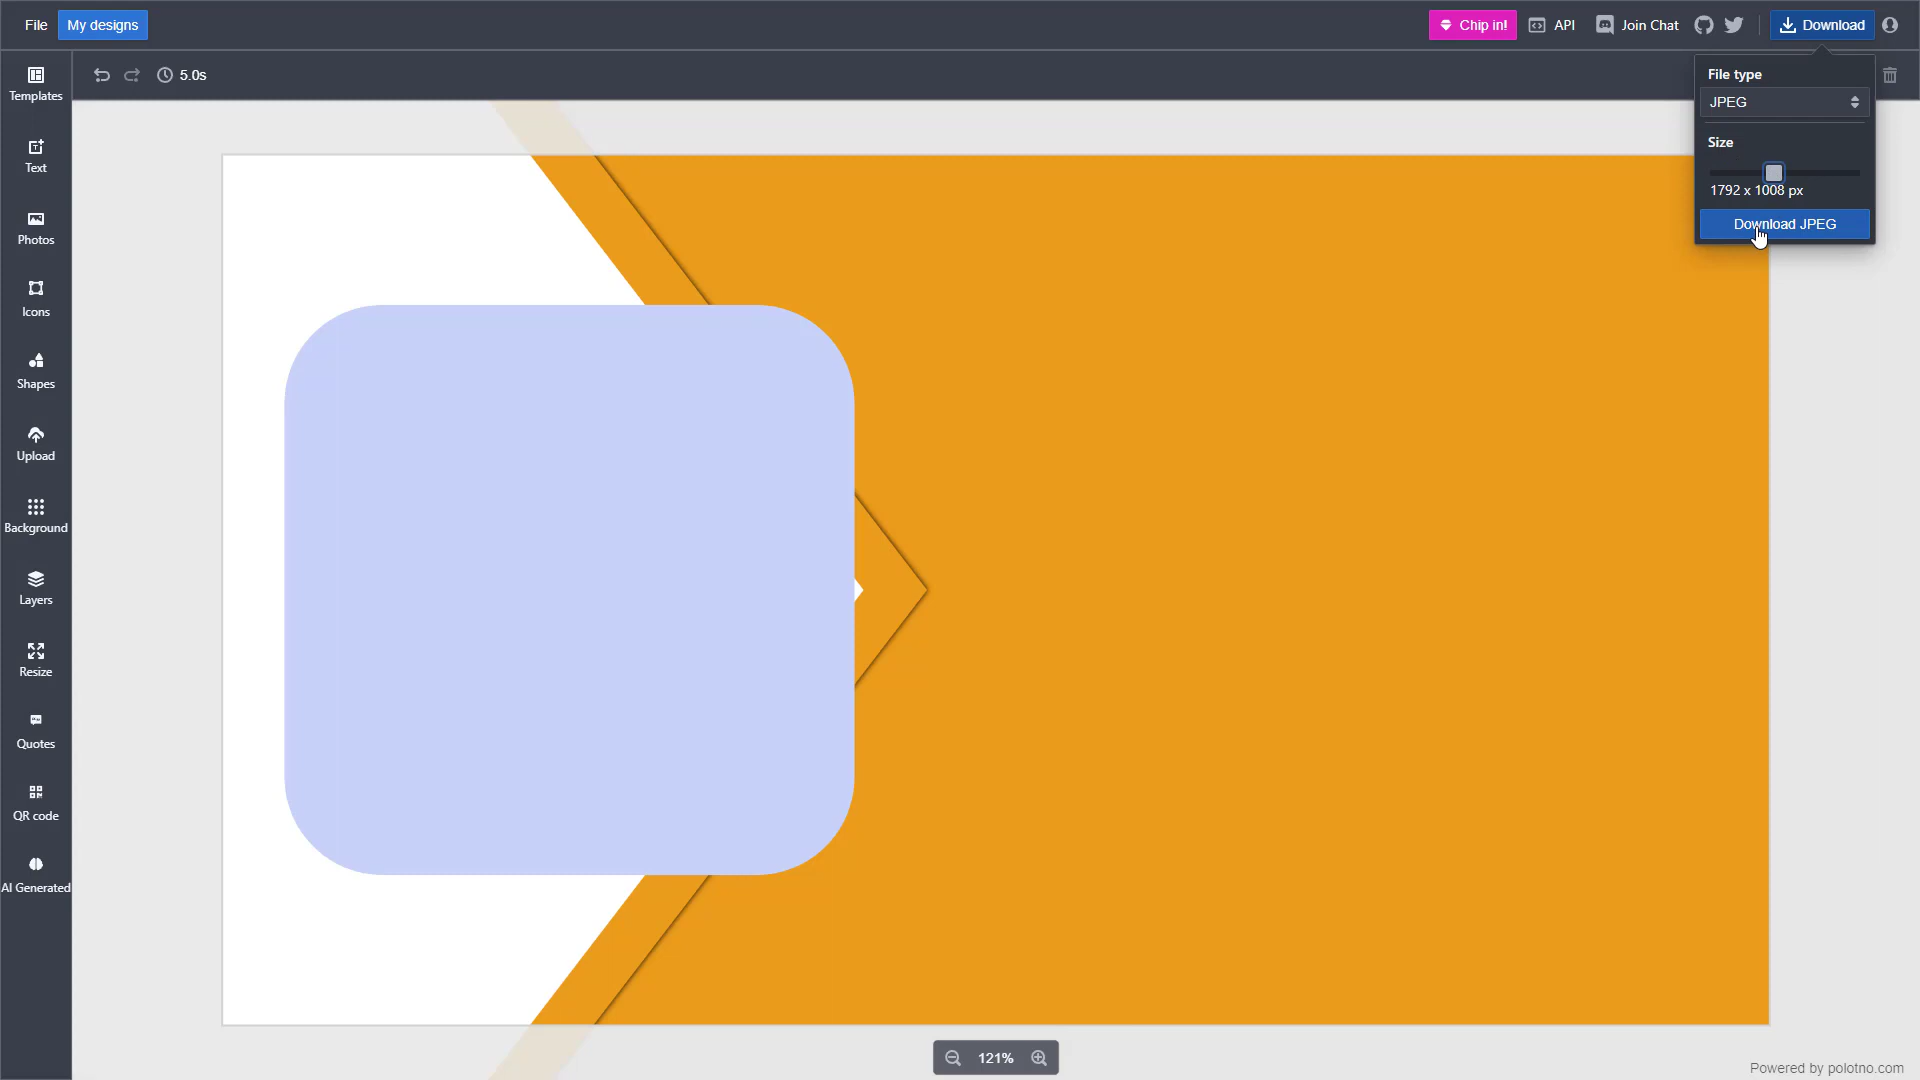 File
My designs
Chip in!
API
Join Chat
Download
5.0s
File type
JPEG
Size
1792 x 1008 px
Download JPEG
Templates
Text
Photos
Icons
Shapes
Upload
Background
Layers
Resize
Quotes
QR code
AI Generated
121%
Powered by polotno.com